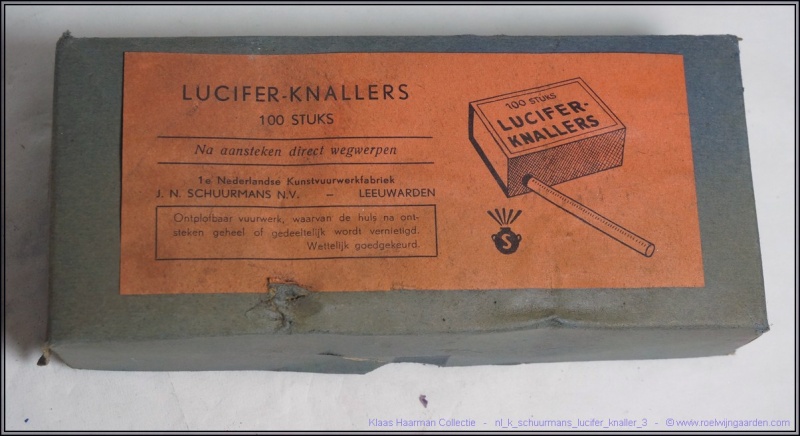 LUCIFER-KNALLERS
100 STUKS
Na aansteken direct wegwerpen
1e Nederlandse Kunstvuurwerkfabriek
J. N. SCHUURMANS N.V. – LEEUWARDEN
Ontplofbaar vuurwerk, waarvan de huls na ont-
steken geheel of gedeeltelijk wordt vernietigd.
Wettelijk goedgekeurd.
100 STUKS
LUCIFER-
KNALLERS
S
Klaas Haarman Collectie - nl_k_schuurmans_lucifer_knaller_3 - © www.roelwijngaarden.com